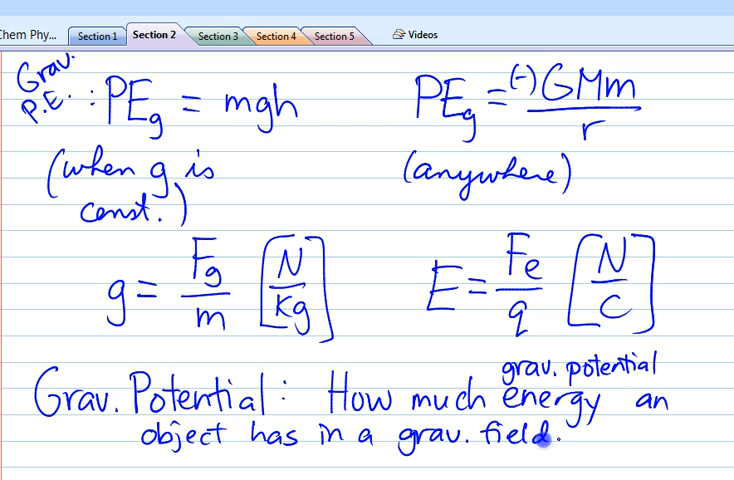 Chem Phy... Section 1 Section 2 Section 3 Section 4 Section 5 Videos
Grav. P.E. : PEg = mgh
PEg = (-) GMm / r
(when g is const.)
(anywhere)
g = Fg / m [N / kg]
E = Fe / q [N / C]
grav. potential
Grav. Potential : How much energy an
object has in a grav. field.